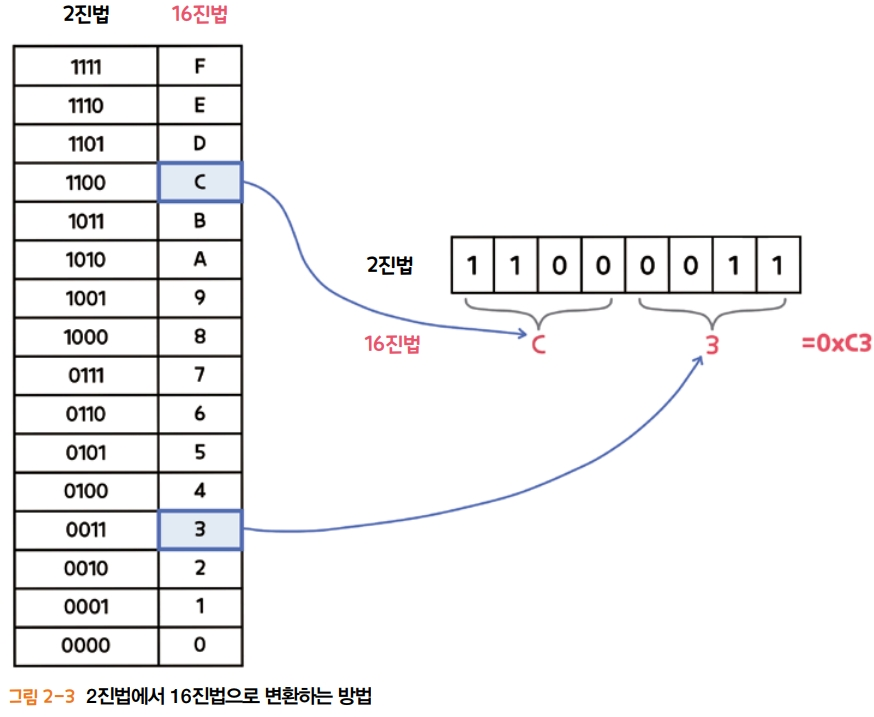 2진법 16진법
1111 F
1110 E
1101 D
1100 C
1011 B
1010 A
1001 9
1000 8
0111 7
0110 6
0101 5
0100 4
0011 3
0010 2
0001 1
0000 0
2진법 1 1 0 0 0 0 1 1
16진법 C 3 =0xC3
그림 2-3 2진법에서 16진법으로 변환하는 방법